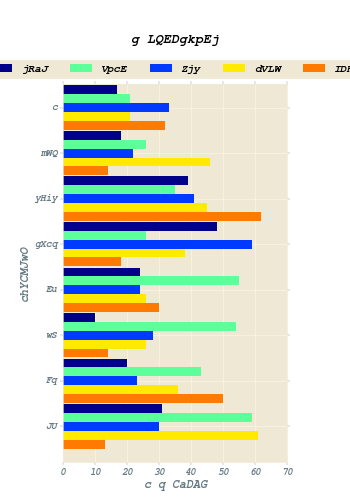 g LQEDgkpEj
jRaJ VpcE Zjy dVLW
c
mWQ
yHiy
gXcq
Eu
wS
Fq
JU
chYCMJwO
0 10 20 30 40 50 60 70
c q CaDAG